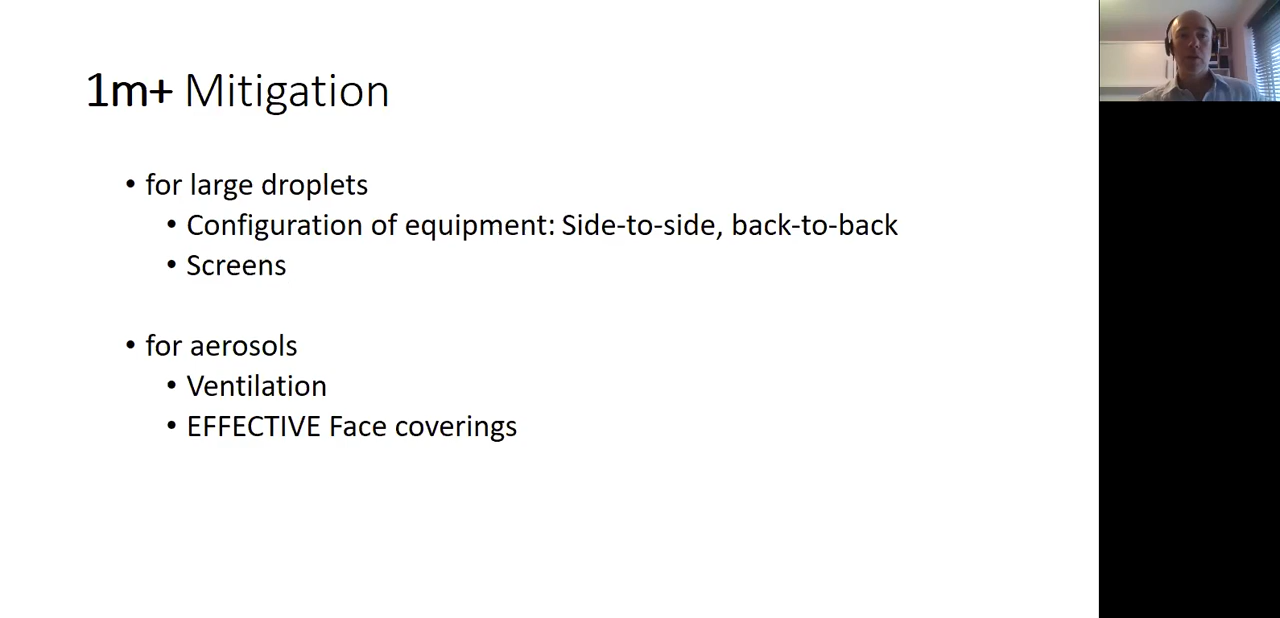 1m+ Mitigation
• for large droplets
• Configuration of equipment: Side-to-side, back-to-back
• Screens
• for aerosols
• Ventilation
• EFFECTIVE Face coverings